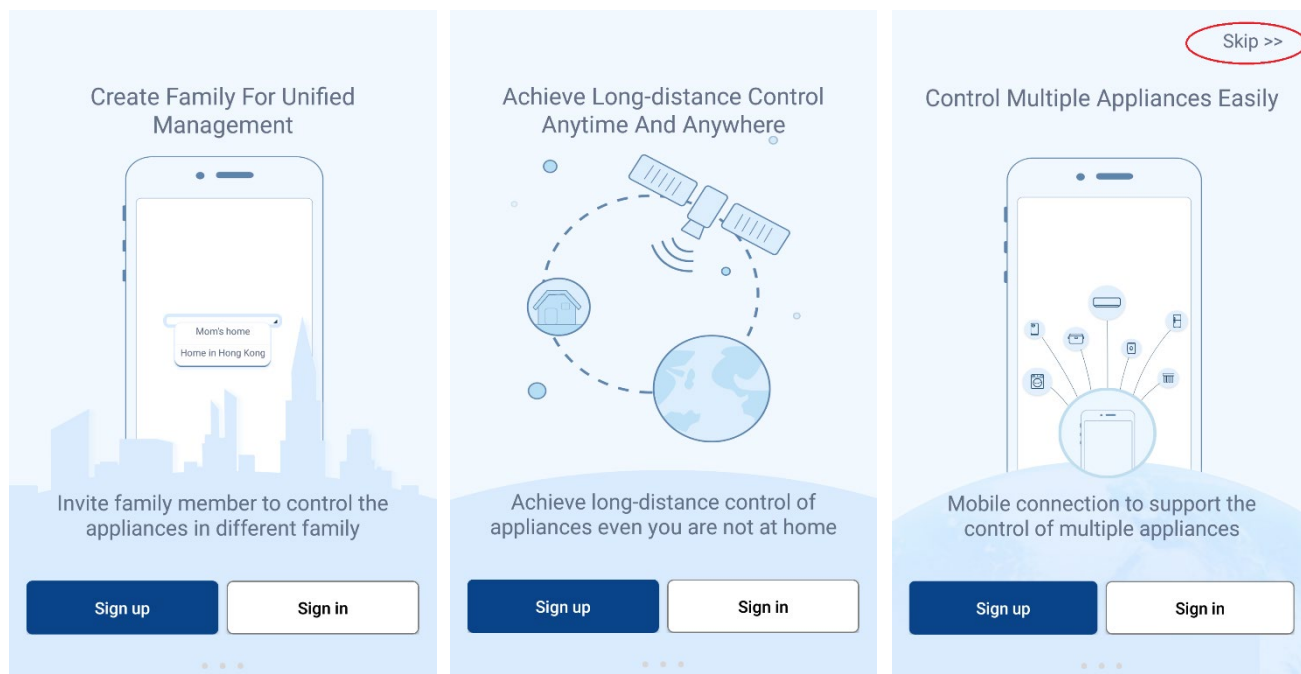 Create Family For Unified
Management
Mom's home
Home in Hong Kong
Invite family member to control the
appliances in different family
Sign up
Sign in
Achieve Long-distance Control
Anytime And Anywhere
Achieve long-distance control of
appliances even you are not at home
Sign up
Sign in
Skip >>
Control Multiple Appliances Easily
Mobile connection to support the
control of multiple appliances
Sign up
Sign in